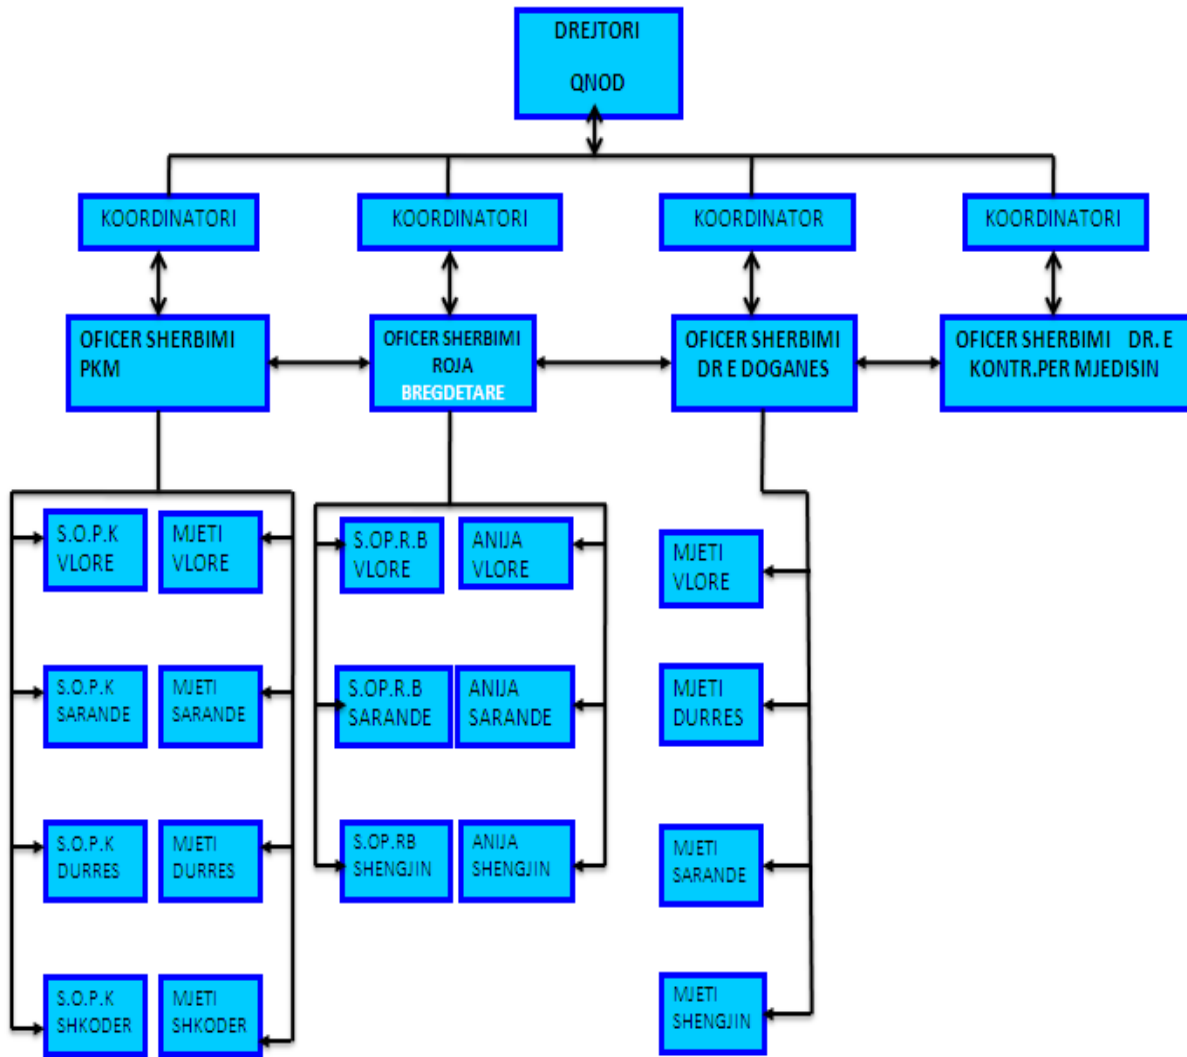 DREJTORI
QNOD
KOORDINATORI
KOORDINATORI
KOORDINATOR
KOORDINATORI
OFICER SHERBIMI
PKM
OFICER SHERBIMI
ROJA
BREGDETARE
OFICER SHERBIMI
DR E DOGANES
OFICER SHERBIMI DR. E
KONTR.PER MJEDISIN
S.O.P.K
VLORE
MJETI
VLORE
S.OP.R.B
VLORE
ANIJA
VLORE
MJETI
VLORE
S.O.P.K
SARANDE
MJETI
SARANDE
S.OP.R.B
SARANDE
ANIJA
SARANDE
MJETI
DURRES
S.O.P.K
DURRES
MJETI
DURRES
S.OP.RB
SHENGJIN
ANIJA
SHENGJIN
MJETI
SARANDE
S.O.P.K
SHKODER
MJETI
SHKODER
MJETI
SHENGJIN